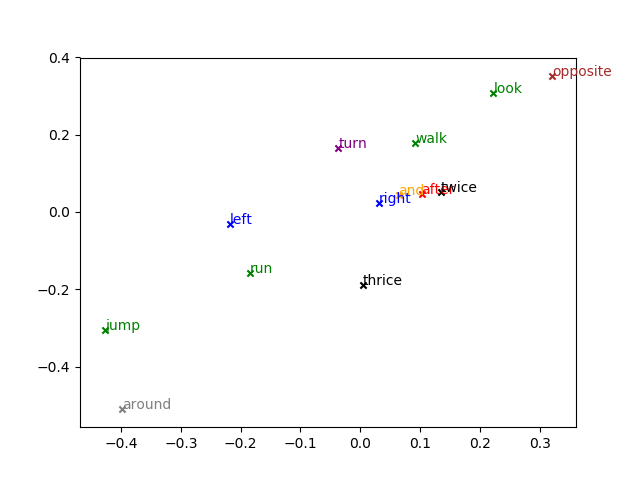 0.4
opposite
look
0.2
turn
walk
and
after
twice
right
0.0
left
run
thrice
−0.2
jump
−0.4
around
−0.4
−0.3
−0.2
−0.1
0.0
0.1
0.2
0.3